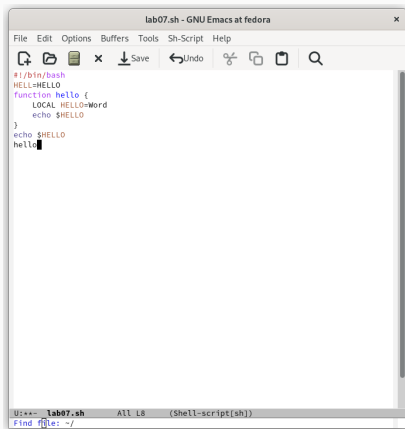 lab07.sh - GNU Emacs at fedora
File Edit Options Buffers Tools Sh-Script Help
Save Undo
#!/bin/bash
HELL=HELLO
function hello {
    LOCAL HELLO=Word
    echo $HELLO
}
echo $HELLO
hello
U:**- lab07.sh All L8 (Shell-script[sh])
Find file: ~/